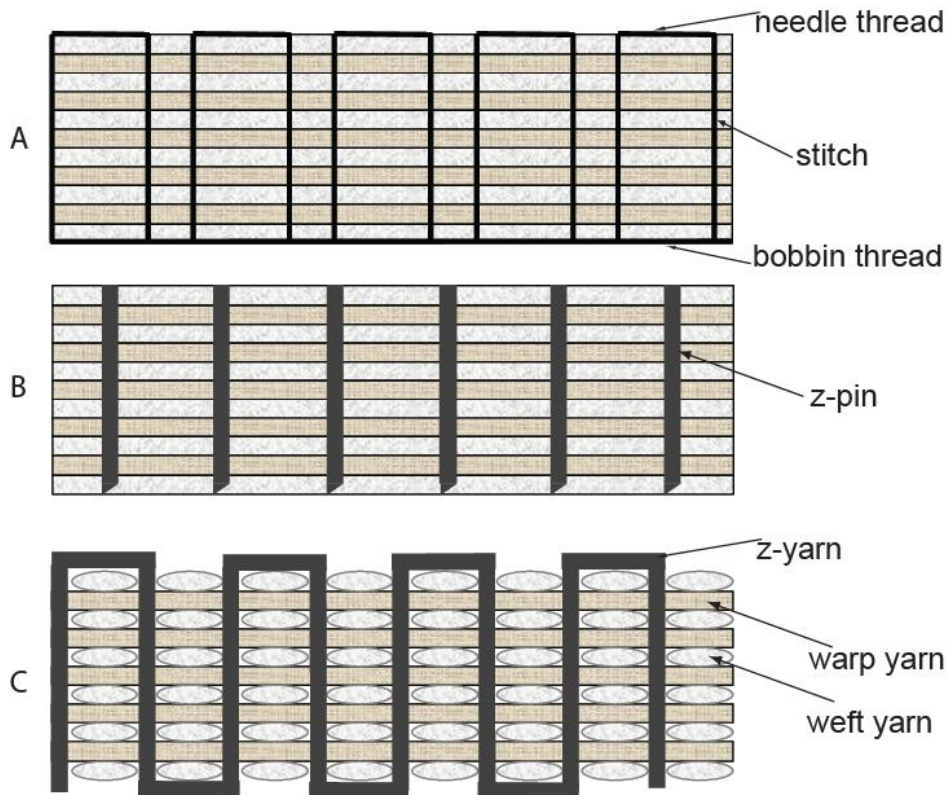 needle thread
A
stitch
bobbin thread
B
z-pin
z-yarn
warp yarn
C
weft yarn